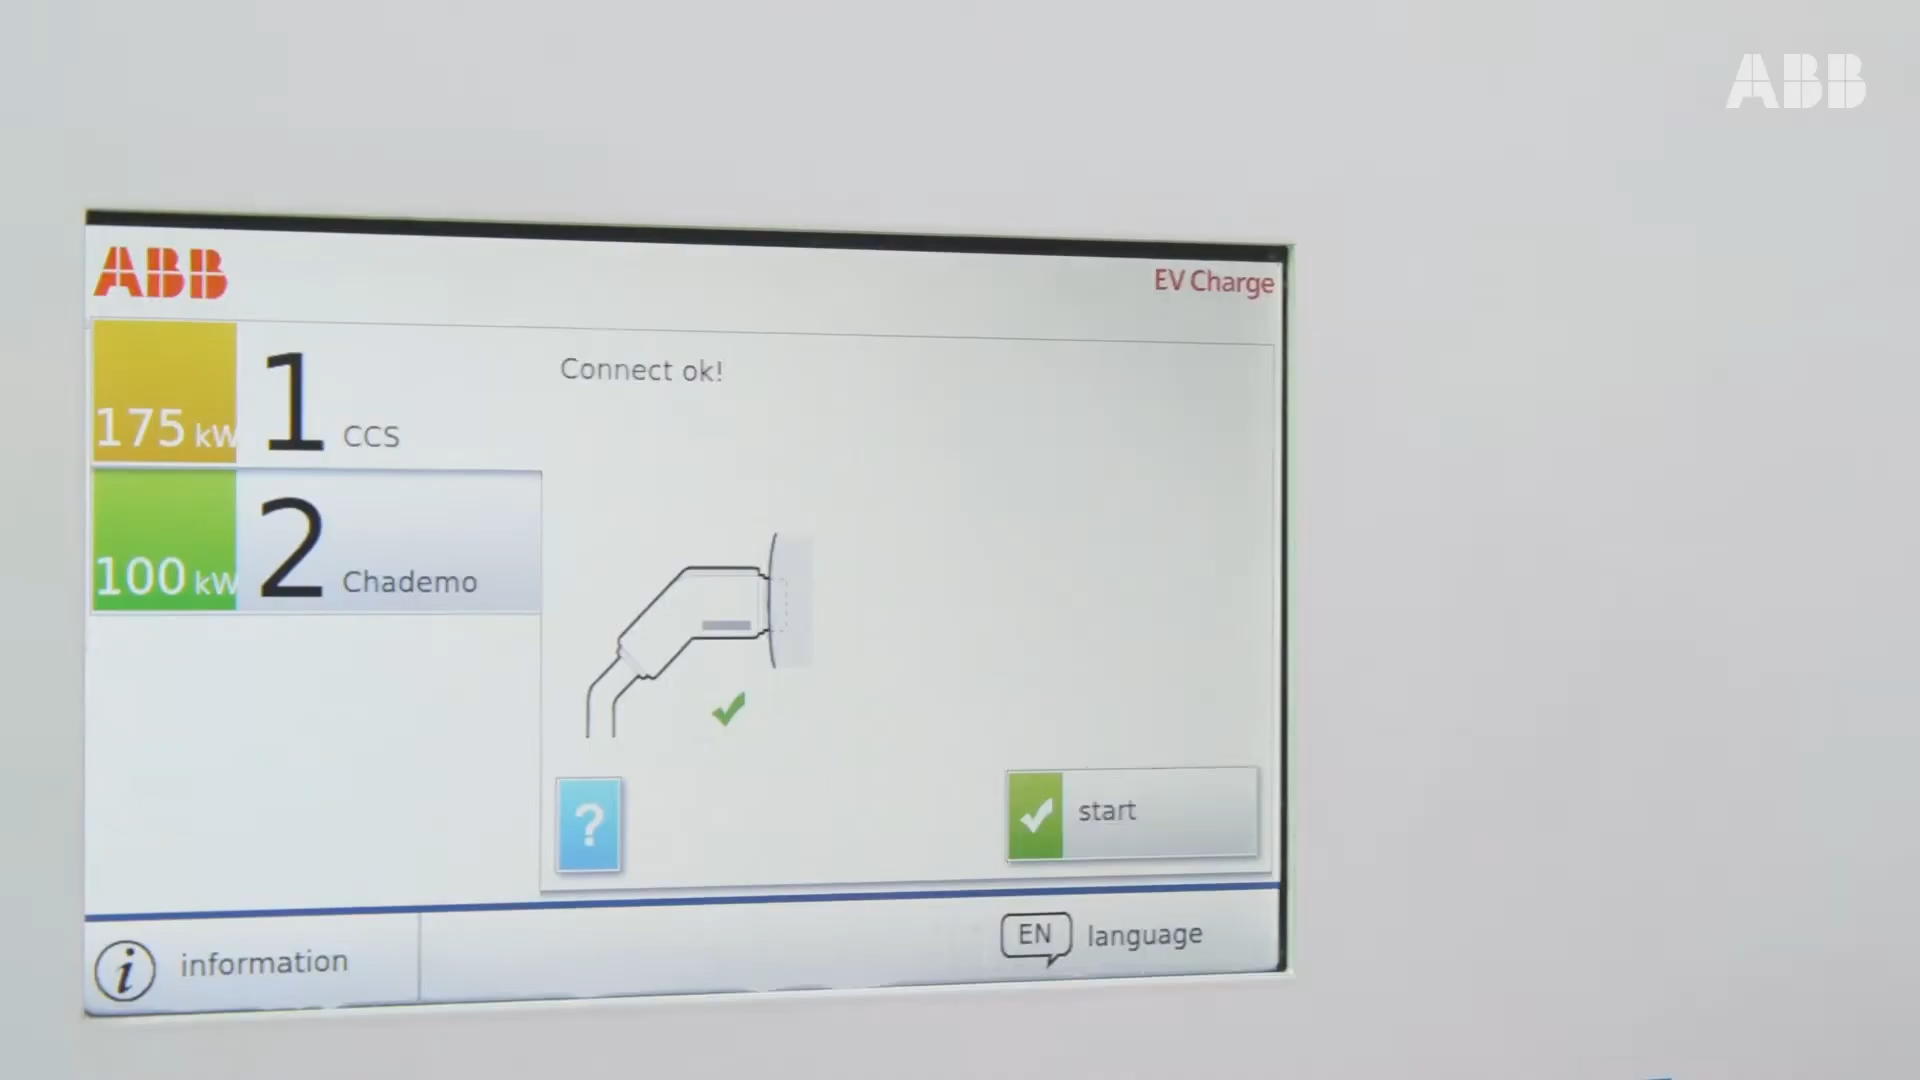 ABB
ABB
EV Charge
175 kW 1 CCS
Connect ok!
100 kW 2 Chademo
?
start
i information
EN language